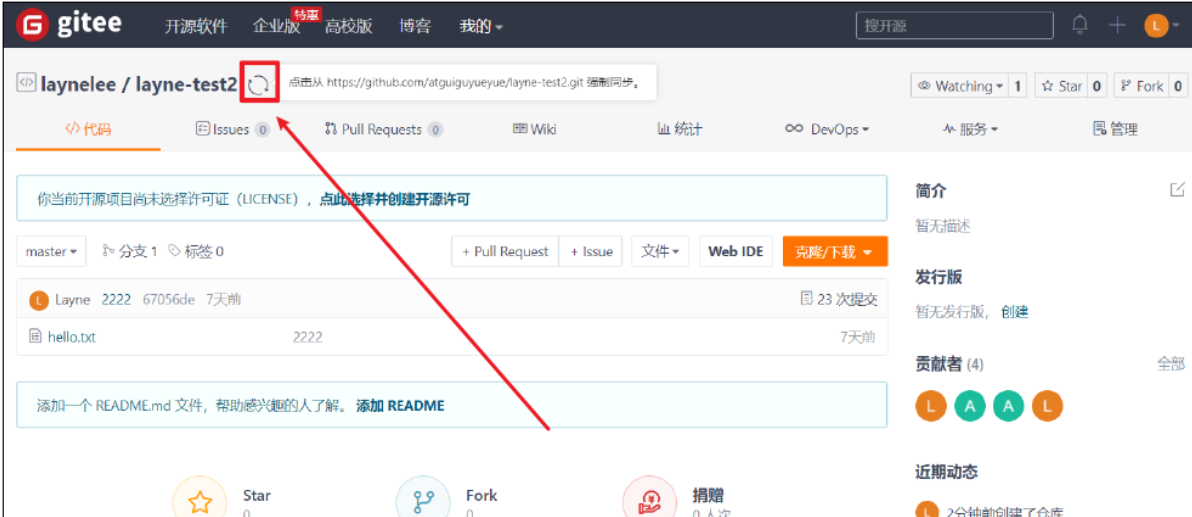 gitee 开源软件 企业版 特惠 高校版 博客 我的 搜开源 L
laynelee / layne-test2 点击从 https://github.com/atguiguyueyue/layne-test2.git 强制同步。 Watching 1 Star 0 Fork 0
代码 Issues 0 Pull Requests 0 Wiki 统计 DevOps 服务 管理
你当前开源项目尚未选择许可证（LICENSE），点此选择并创建开源许可
master 分支 1 标签 0 + Pull Request + Issue 文件 Web IDE 克隆/下载
L Layne 2222 67056de 7天前 23 次提交
hello.txt 2222 7天前
添加一个 README.md 文件，帮助感兴趣的人了解。 添加 README
Star
0
Fork
0
捐赠
0 人次
简介
暂无描述
发行版
暂无发行版，创建
贡献者 (4) 全部
L A A L
近期动态
L 2分钟前创建了仓库